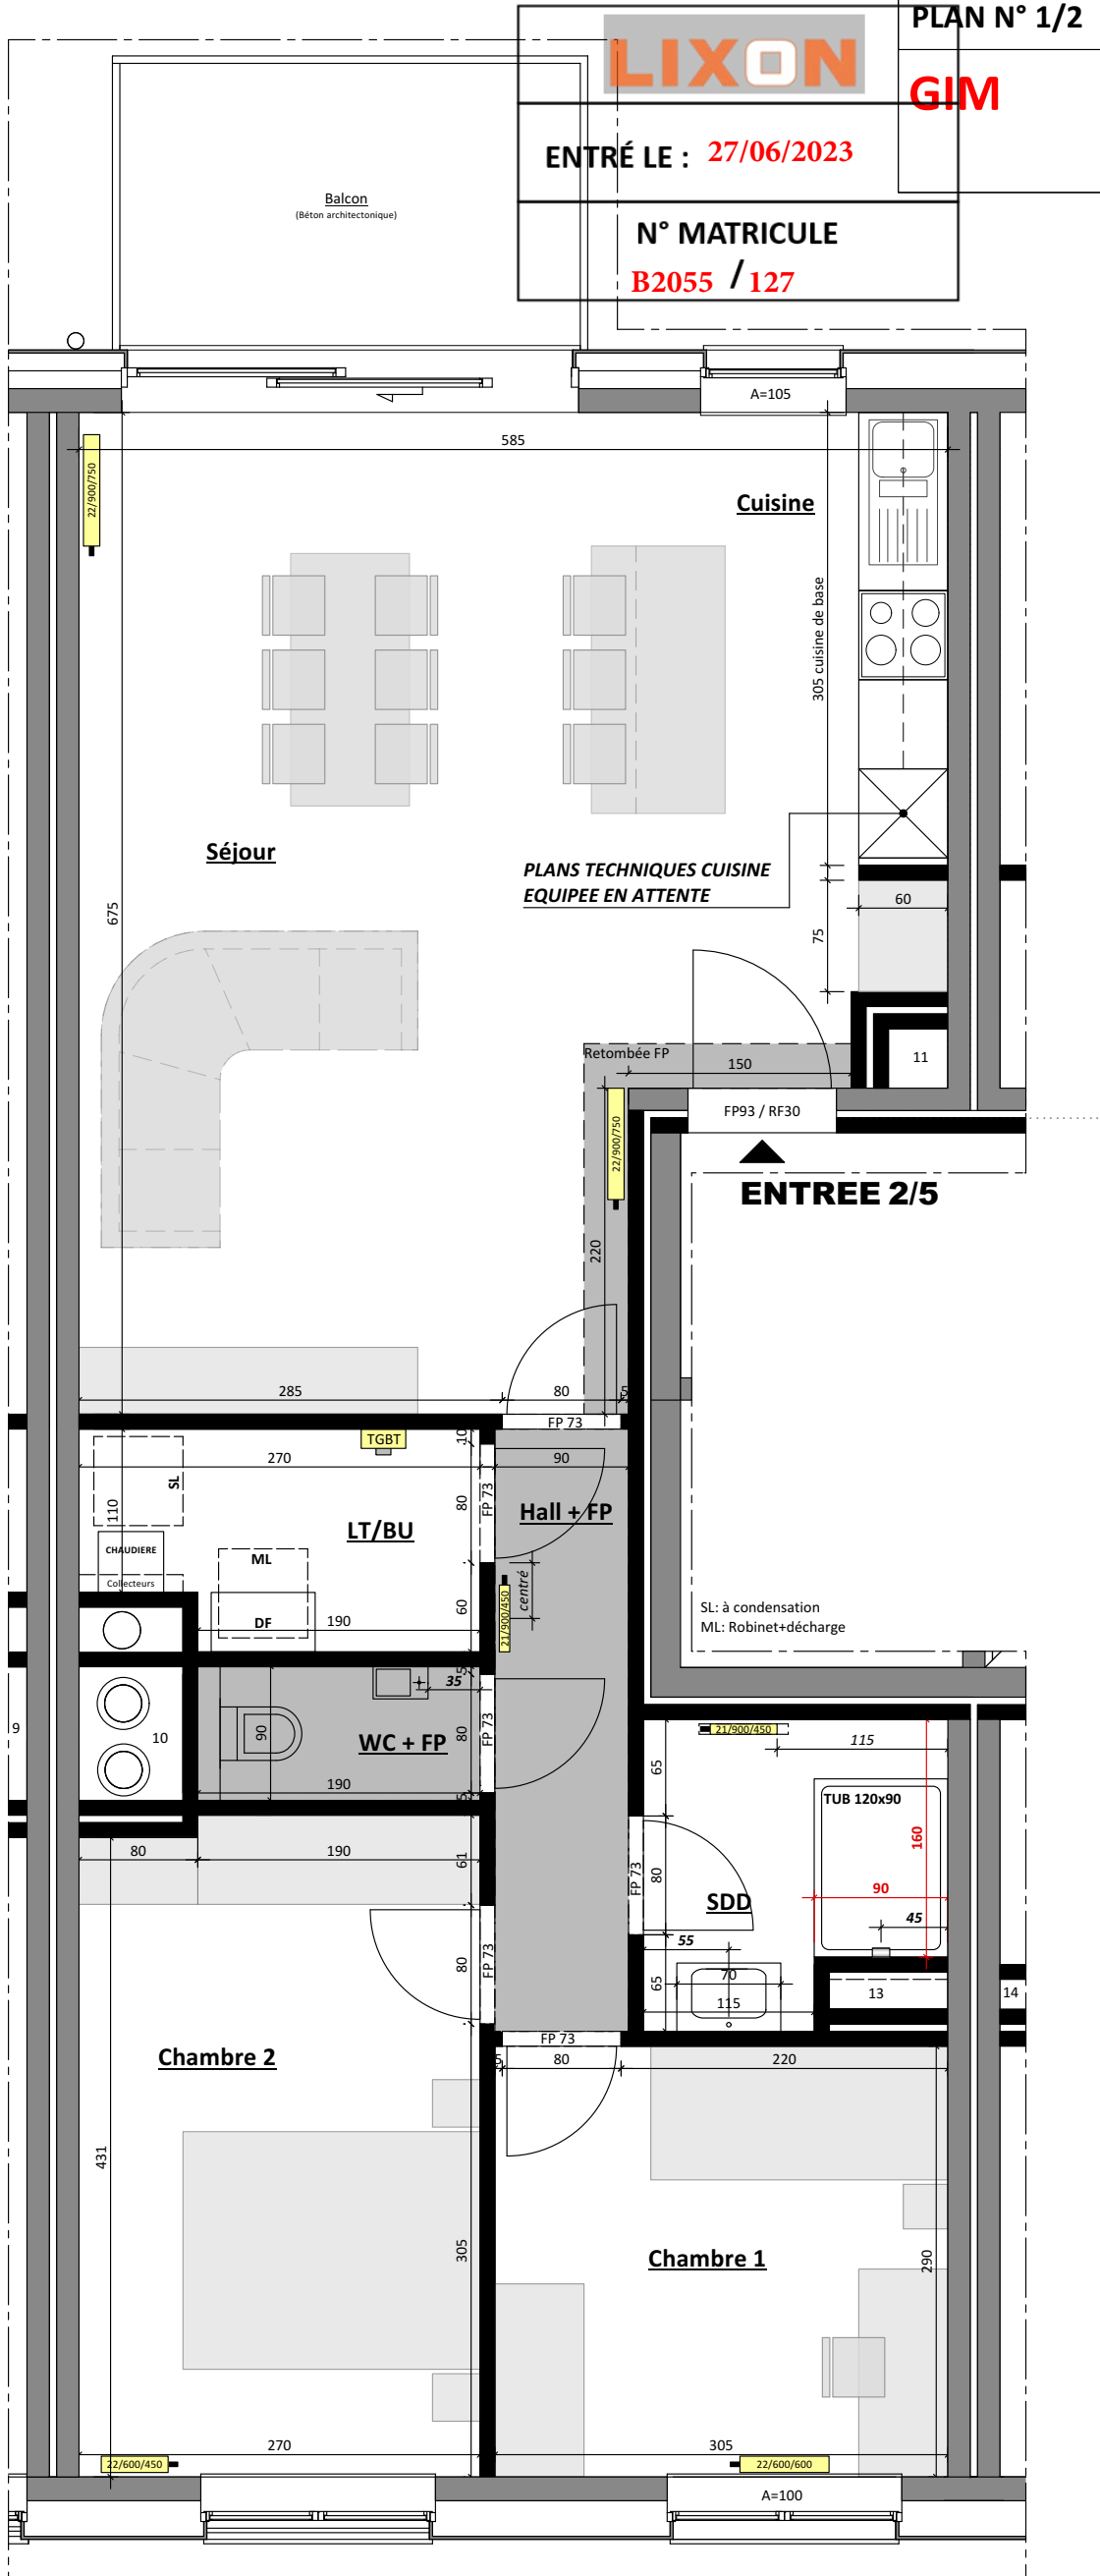 PLAN N° 1/2
LIXON
GIM
ENTRÉ LE : 27/06/2023
N° MATRICULE
B2055 / 127
Balcon
(Béton architectonique)
A=105
585
22/900/750
Cuisine
305 cuisine de base
Séjour
PLANS TECHNIQUES CUISINE
EQUIPEE EN ATTENTE
675
60
75
Retombée FP
150
11
FP93 / RF30
22/900/750
ENTREE 2/5
220
285
80
5
FP 73
TGBT
10
270
90
SL
110
80
FP 73
Hall + FP
LT/BU
CHAUDIERE
ML
Collecteurs
centré
21/900/450
60
DF
190
SL: à condensation
ML: Robinet+décharge
5
35
9
10
90
WC + FP
80
FP 73
190
5
21/900/450
115
65
TUB 120x90
160
80
190
61
FP 73
80
90
SDD
45
55
80
FP 73
65
70
115
13
14
FP 73
Chambre 2
5
80
220
431
305
Chambre 1
290
270
305
22/600/450
22/600/600
A=100